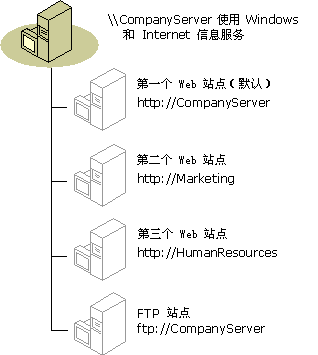 \\CompanyServer 使用 Windows
和 Internet 信息服务
第一个 Web 站点(默认)
http://CompanyServer
第二个 Web 站点
http://Marketing
第三个 Web 站点
http://HumanResources
FTP 站点
ftp://CompanyServer